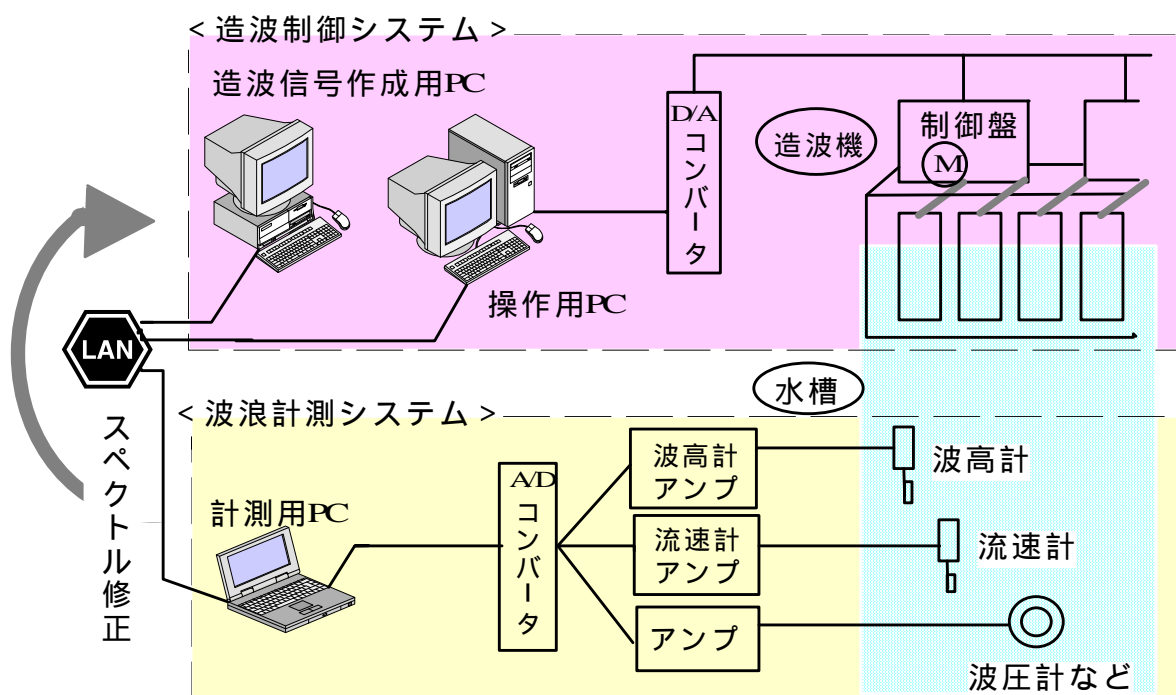 <造波制御システム>
造波信号作成用PC
D/A
コンバータ
造波機
制御盤
M
操作用PC
LAN
スペクトル修正
水槽
<波浪計測システム>
計測用PC
A/D
コンバータ
波高計
アンプ
波高計
流速計
アンプ
流速計
アンプ
波圧計など